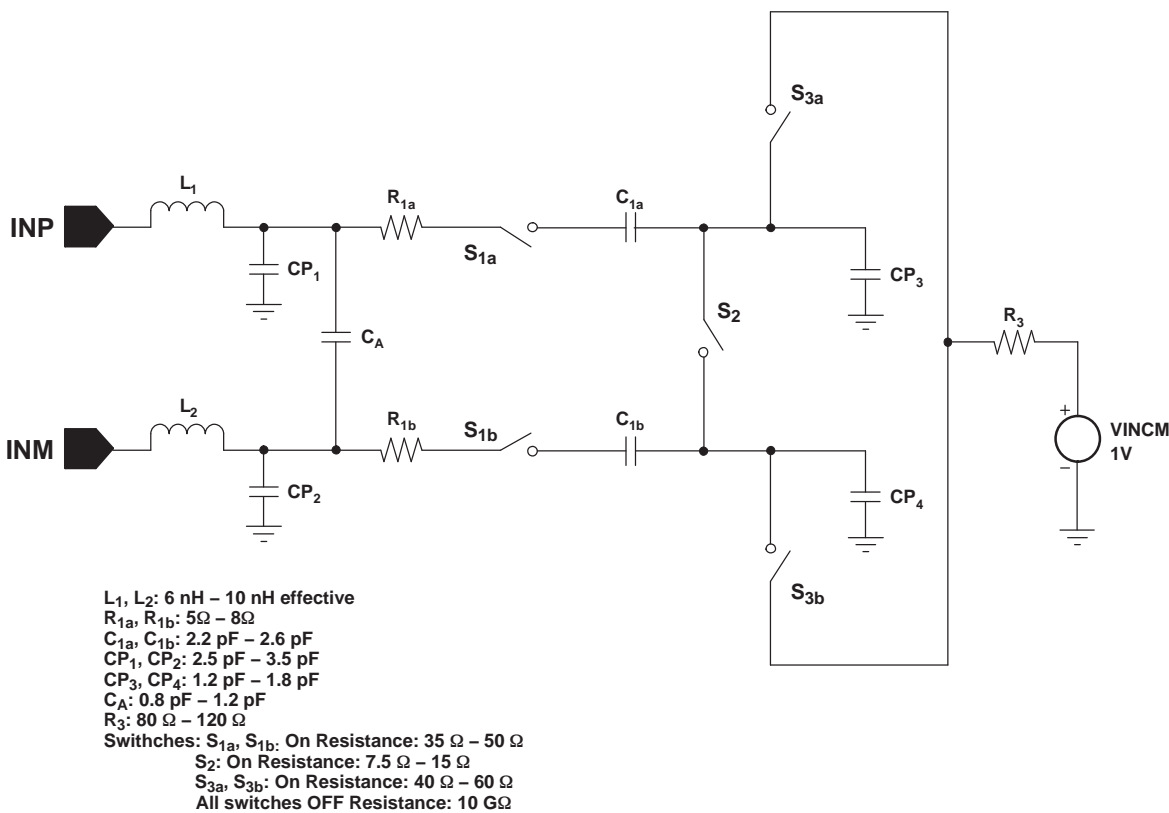 S3a
L1
R1a
C1a
INP
S1a
CP1
CP3
S2
R3
CA
L2
R1b
S1b
C1b
INM
+
VINCM
1V
−
CP2
CP4
S3b
L1, L2: 6 nH – 10 nH effective
R1a, R1b: 5Ω – 8Ω
C1a, C1b: 2.2 pF – 2.6 pF
CP1, CP2: 2.5 pF – 3.5 pF
CP3, CP4: 1.2 pF – 1.8 pF
CA: 0.8 pF – 1.2 pF
R3: 80 Ω – 120 Ω
Swithches: S1a, S1b: On Resistance: 35 Ω – 50 Ω
S2: On Resistance: 7.5 Ω – 15 Ω
S3a, S3b: On Resistance: 40 Ω – 60 Ω
All switches OFF Resistance: 10 GΩ